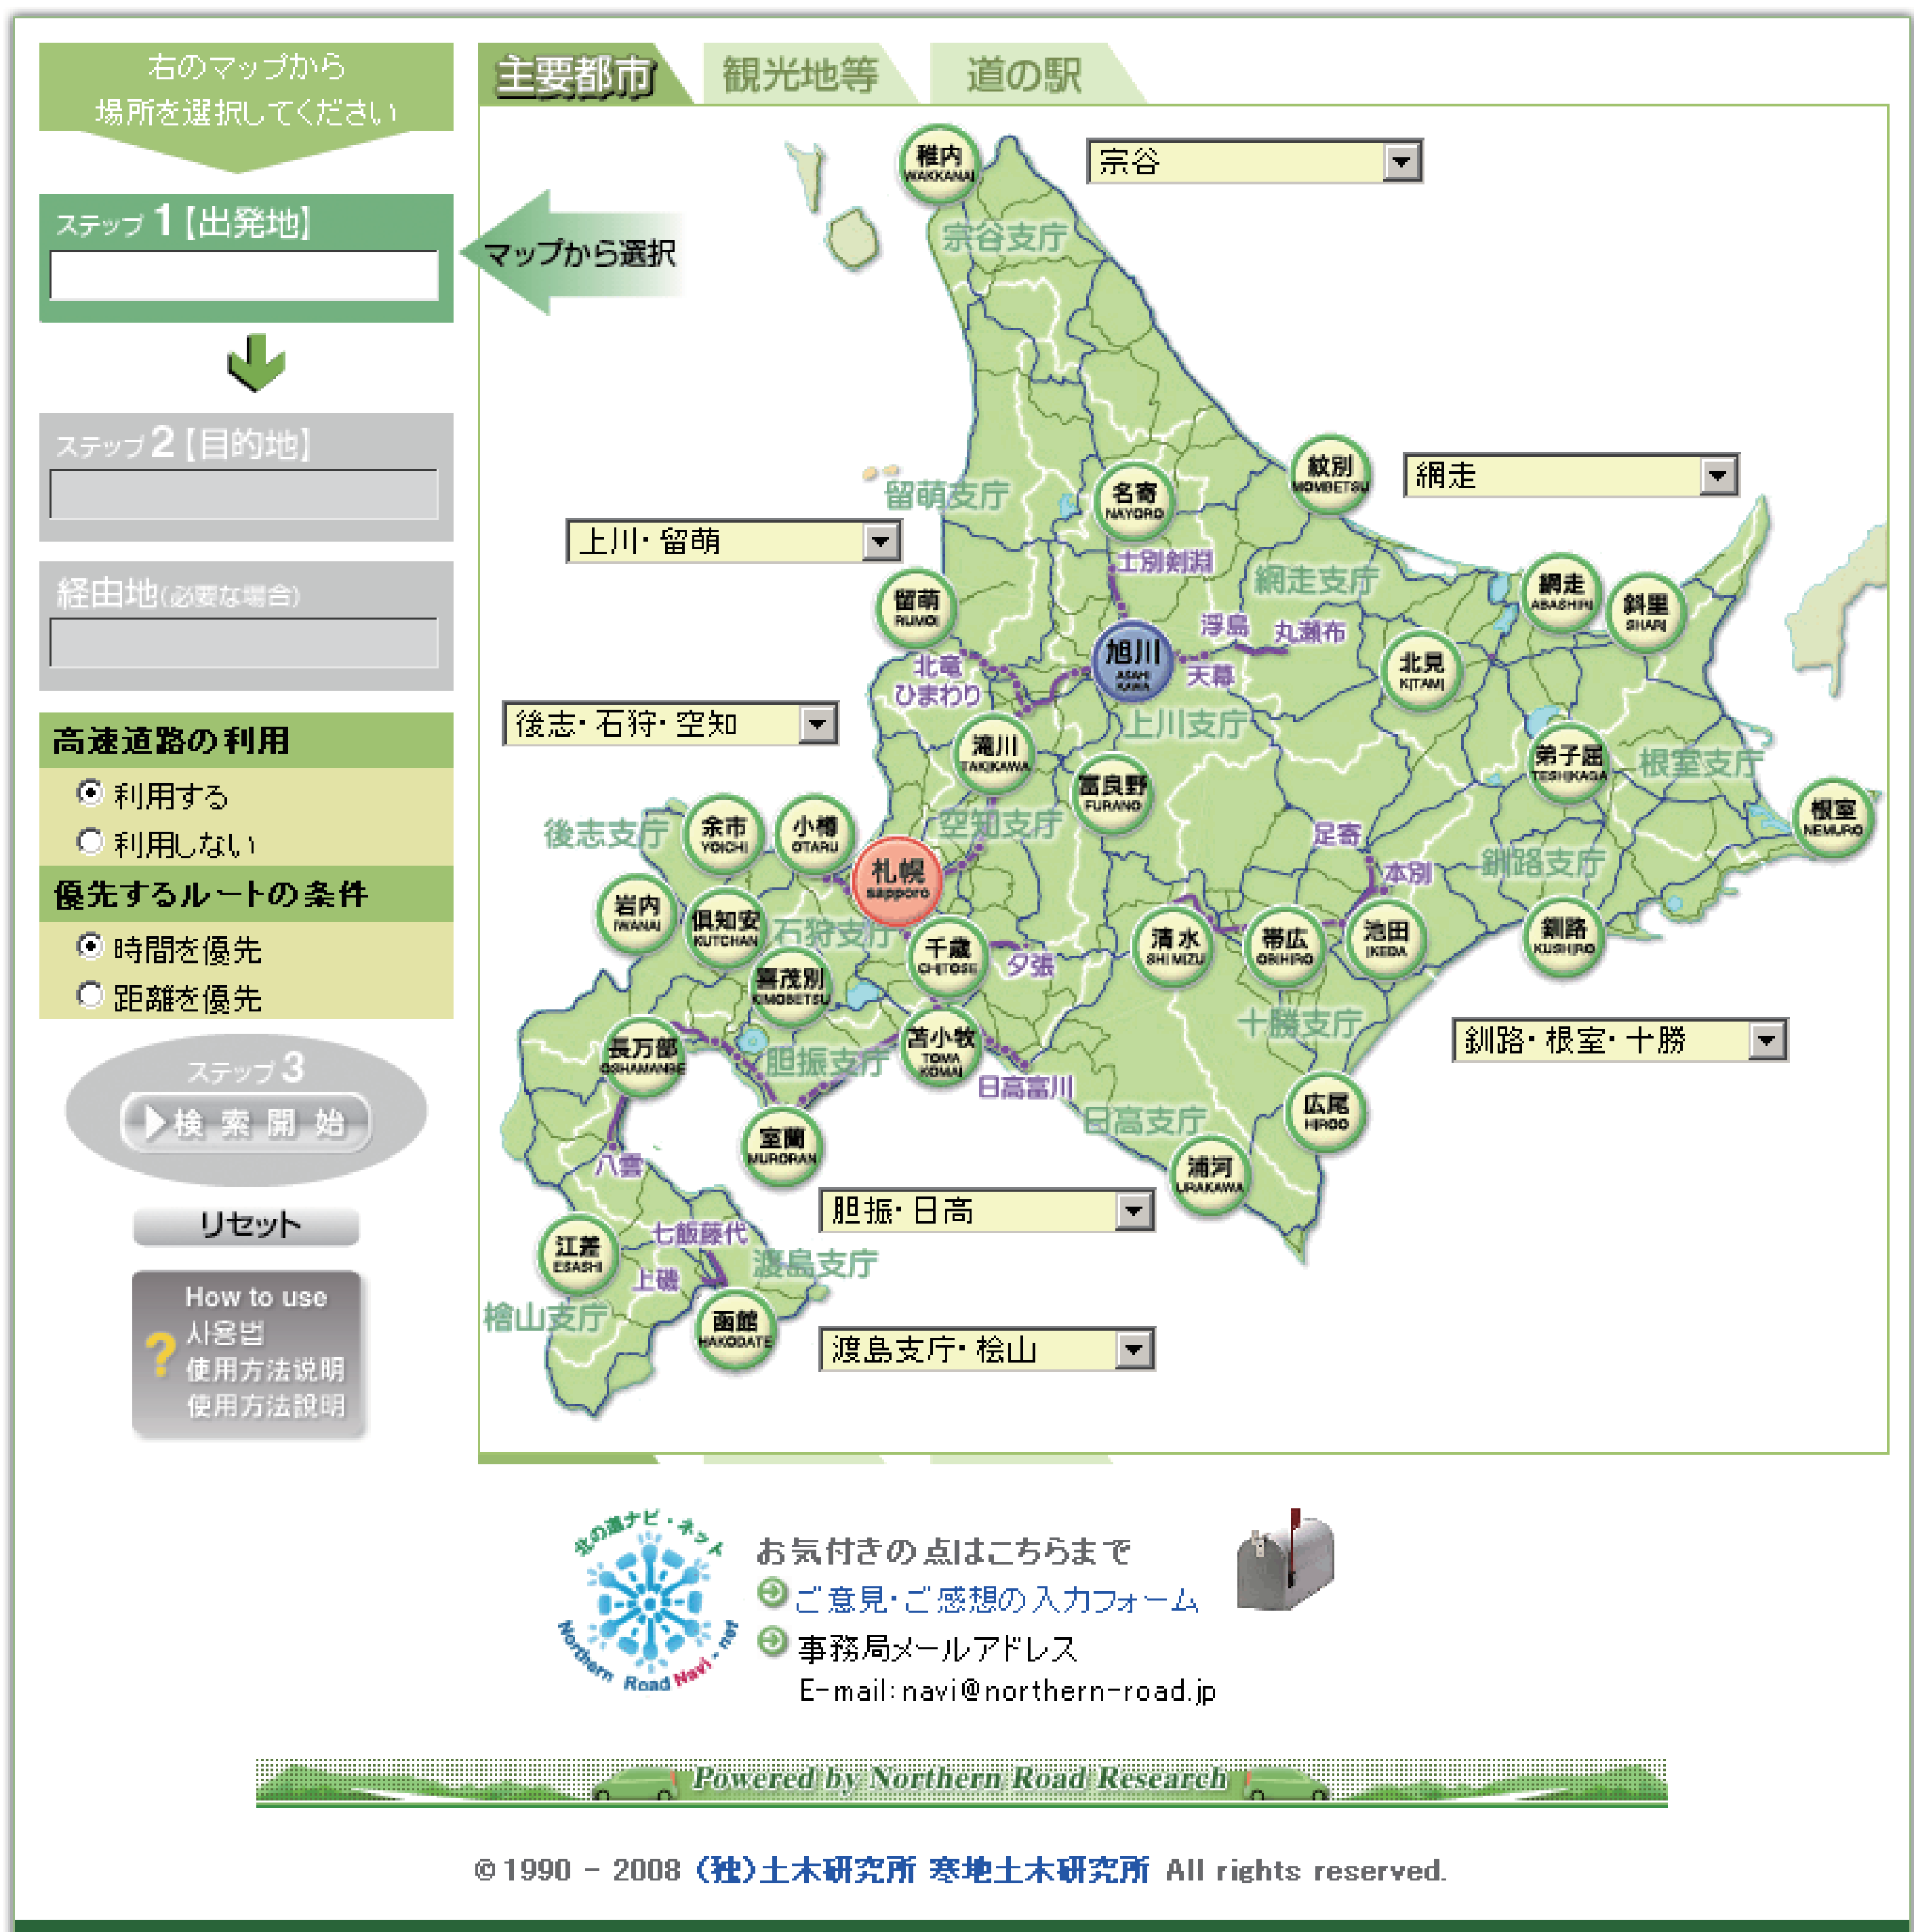 右のマップから
場所を選択してください
主要都市
観光地等
道の駅
ステップ1【出発地】
マップから選択
ステップ2【目的地】
経由地(必要な場合)
高速道路の利用
利用する
利用しない
優先するルートの条件
時間を優先
距離を優先
ステップ3
検索開始
リセット
How to use
사용법
使用方法说明
使用方法說明
稚内
WAKKANAI
宗谷
宗谷支庁
紋別
MOMBETSU
網走
留萌支庁
名寄
NAYORO
上川・留萌
士別剣淵
網走支庁
網走
ABASHIRI
斜里
SHARI
留萌
RUMOI
浮島
丸瀬布
旭川
ASAHI
KAWA
天幕
北見
KITAMI
北竜
ひまわり
後志・石狩・空知
上川支庁
滝川
TAKIKAWA
弟子屈
TESHIKAGA
根室支庁
富良野
FURANO
根室
NEMURO
後志支庁
余市
YOICHI
小樽
OTARU
空知支庁
足寄
本別
釧路支庁
札幌
sapporo
岩内
IWANAI
倶知安
KUTCHAN
石狩支庁
千歳
CHITOSE
夕張
清水
SHIMIZU
帯広
OBIHIRO
池田
IKEDA
釧路
KUSHIRO
喜茂別
KIMOBETSU
十勝支庁
釧路・根室・十勝
長万部
OSHAMANBE
胆振支庁
苫小牧
TOMA
KOMAI
日高富川
日高支庁
広尾
HIROO
室蘭
MURORAN
八雲
浦河
URAKAWA
胆振・日高
江差
ESASHI
七飯藤代
渡島支庁
上磯
檜山支庁
函館
HAKODATE
渡島支庁・桧山
北の道ナビ・ネット
Northern Road Navi-net
お気付きの点はこちらまで
ご意見・ご感想の入力フォーム
事務局メールアドレス
E-mail:navi@northern-road.jp
Powered by Northern Road Research
©1990 - 2008 (独)土木研究所 寒地土木研究所 All rights reserved.